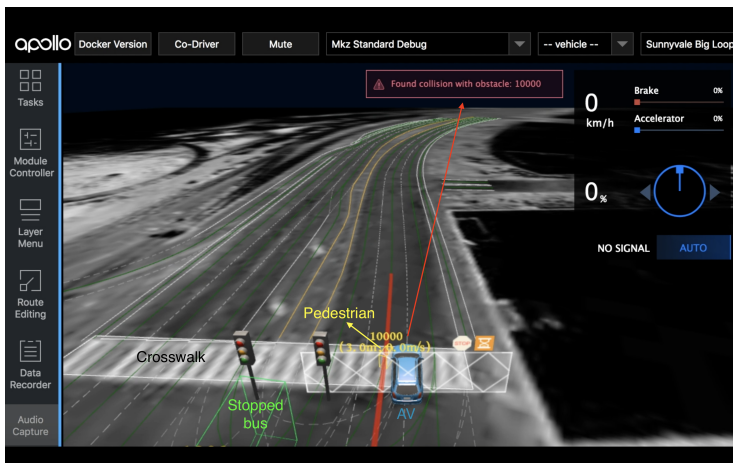 apollo
Docker Version
Co-Driver
Mute
Mkz Standard Debug
-- vehicle --
Sunnyvale Big Loop
Tasks
Module
Controller
Layer
Menu
Route
Editing
Data
Recorder
Audio
Capture
Found collision with obstacle: 10000
0
km/h
Brake
0%
Accelerator
0%
0%
NO SIGNAL
AUTO
Pedestrian
10000
Crosswalk
STOP
Stopped
bus
AV